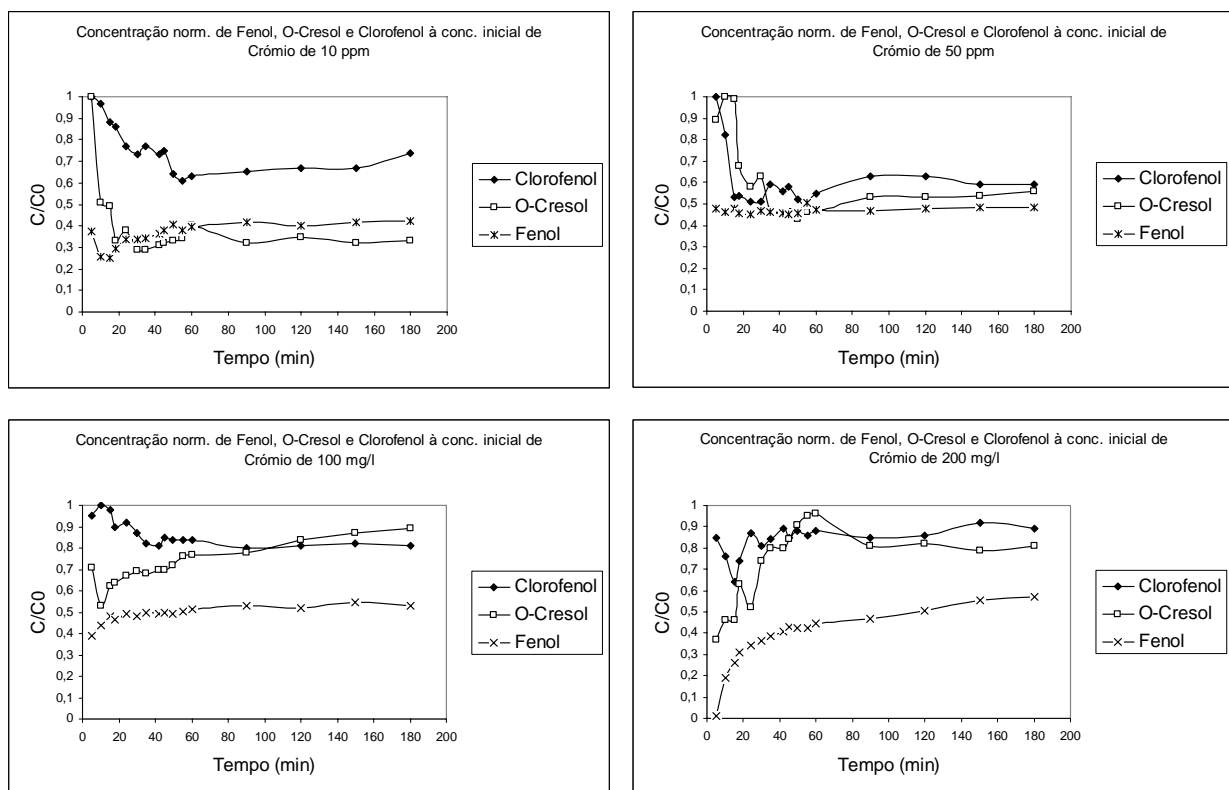 Concentração norm. de Fenol, O-Cresol e Clorofenol à conc. inicial de
Crómio de 10 ppm
1
0,9
0,8
0,7
0,6
0,5
0,4
0,3
0,2
0,1
0
C/C0
0 20 40 60 80 100 120 140 160 180 200
Tempo (min)
Clorofenol
O-Cresol
Fenol
Concentração norm. de Fenol, O-Cresol e Clorofenol à conc. inicial de
Crómio de 50 ppm
1
0,9
0,8
0,7
0,6
0,5
0,4
0,3
0,2
0,1
0
C/C0
0 20 40 60 80 100 120 140 160 180 200
Tempo (min)
Clorofenol
O-Cresol
Fenol
Concentração norm. de Fenol, O-Cresol e Clorofenol à conc. inicial de
Crómio de 100 mg/l
1
0,9
0,8
0,7
0,6
0,5
0,4
0,3
0,2
0,1
0
C/C0
0 20 40 60 80 100 120 140 160 180 200
Tempo (min)
Clorofenol
O-Cresol
Fenol
Concentração norm. de Fenol, O-Cresol e Clorofenol à conc. inicial de
Crómio de 200 mg/l
1
0,9
0,8
0,7
0,6
0,5
0,4
0,3
0,2
0,1
0
C/C0
0 20 40 60 80 100 120 140 160 180 200
Tempo (min)
Clorofenol
O-Cresol
Fenol